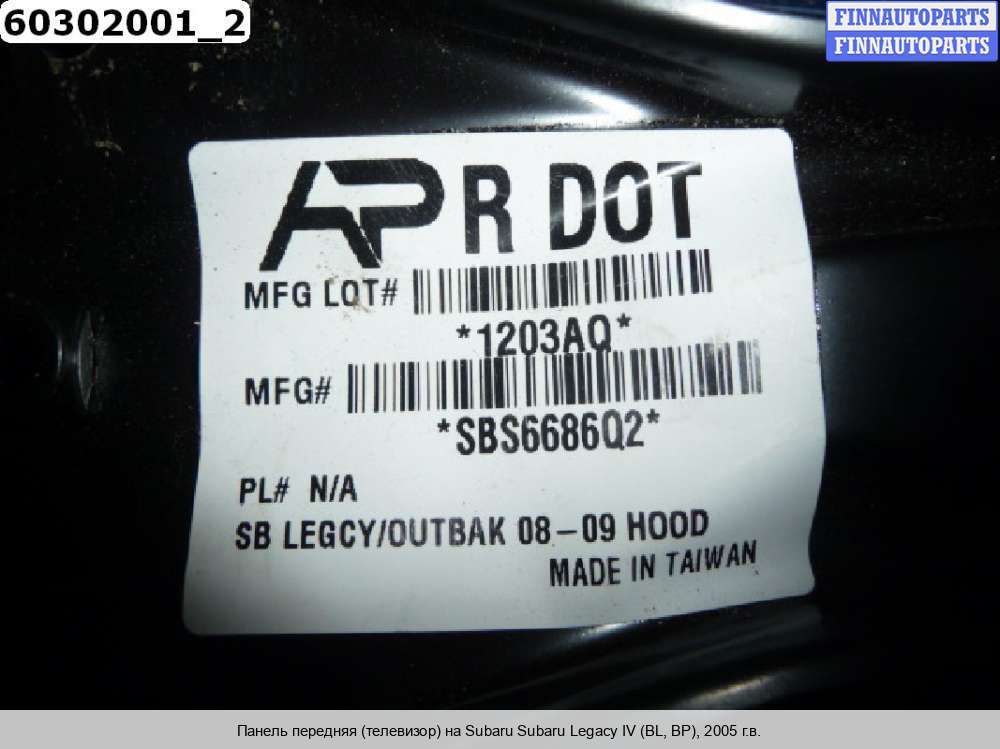 60302001_2
FINNAUTOPARTS
FINNAUTOPARTS
AP R DOT
MFG LOT#
*1203AQ*
MFG#
*SBS6686Q2*
PL# N/A
SB LEGCY/OUTBAK 08-09 HOOD
MADE IN TAIWAN
Панель передняя (телевизор) на Subaru Subaru Legacy IV (BL, BP), 2005 г.в.